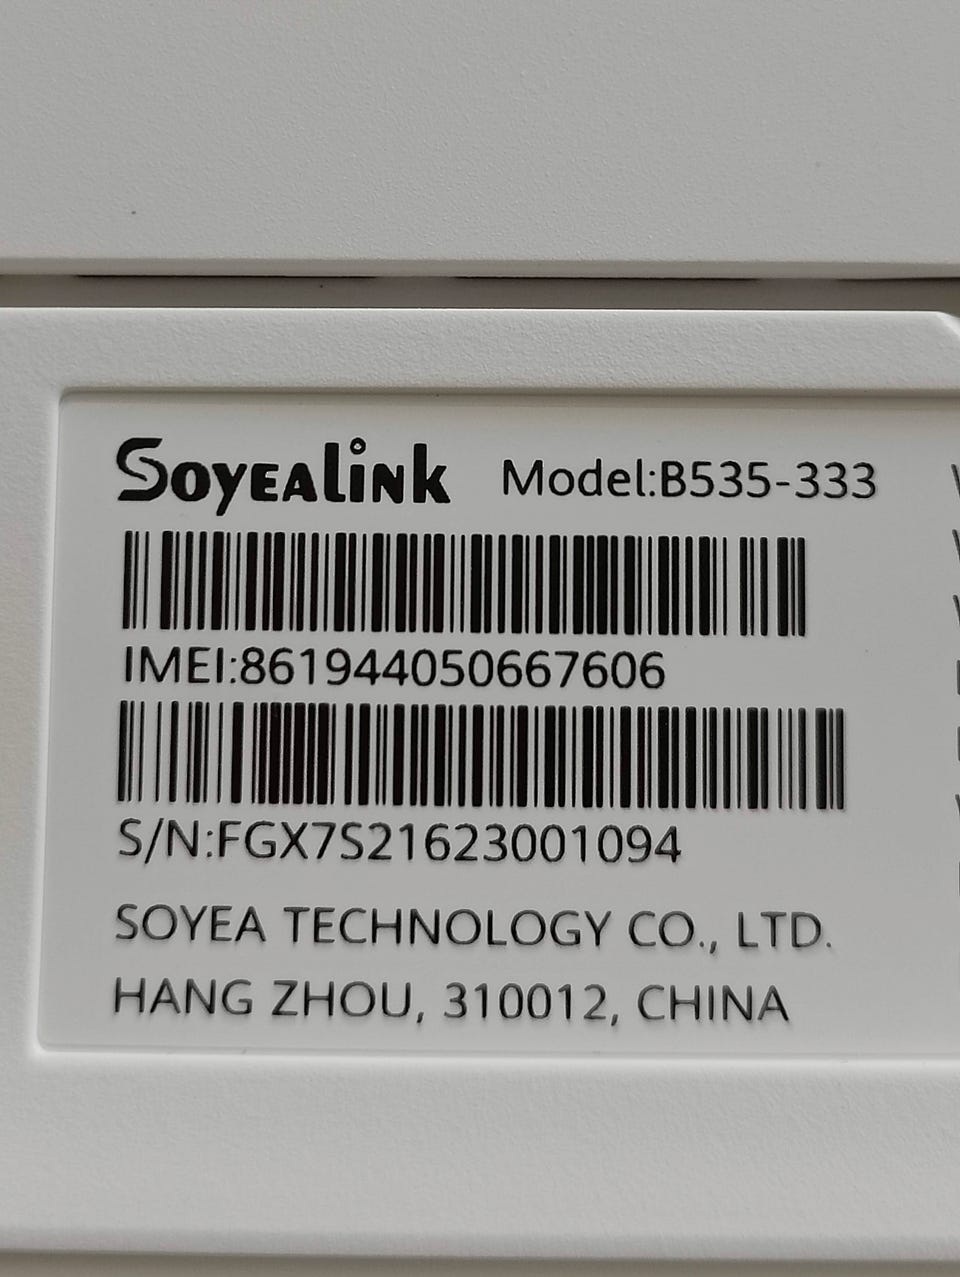 SOYEALINK Model:B535-333
IMEI:861944050667606
S/N:FGX7S21623001094
SOYEA TECHNOLOGY CO., LTD.
HANG ZHOU, 310012, CHINA